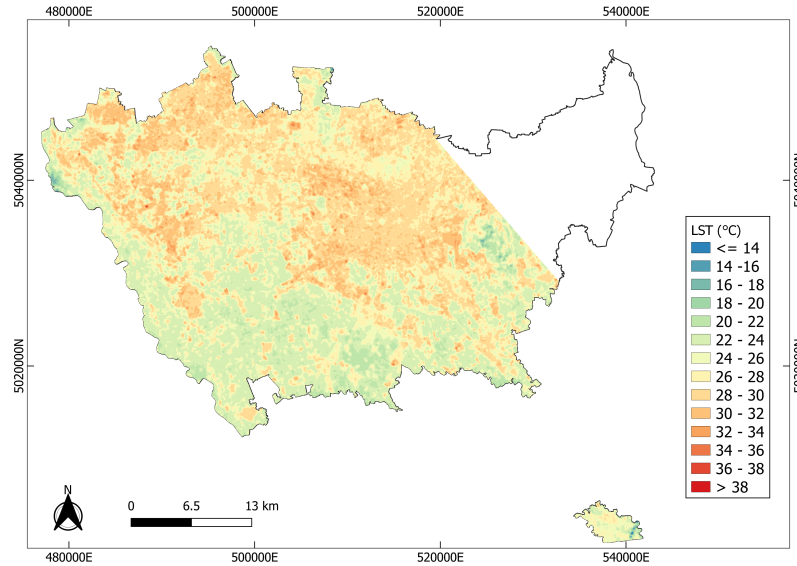 480000E 500000E 520000E 540000E
5040000N 5040000N
LST (°C)
<= 14
14 -16
16 - 18
18 - 20
20 - 22
22 - 24
24 - 26
26 - 28
28 - 30
30 - 32
32 - 34
34 - 36
36 - 38
> 38
5020000N 5020000N
N
0 6.5 13 km
480000E 500000E 520000E 540000E